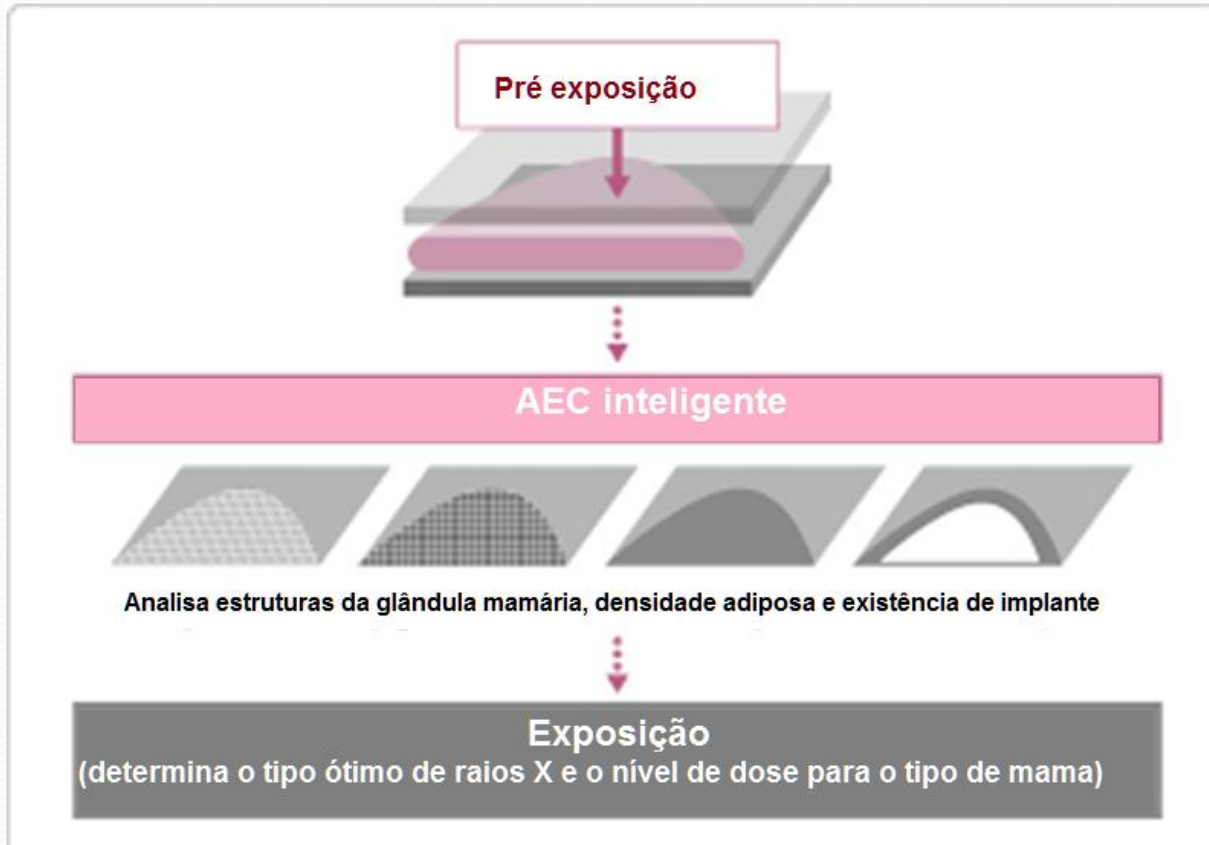 Pré exposição
AEC inteligente
Analisa estruturas da glândula mamária, densidade adiposa e existência de implante
Exposição
(determina o tipo ótimo de raios X e o nível de dose para o tipo de mama)